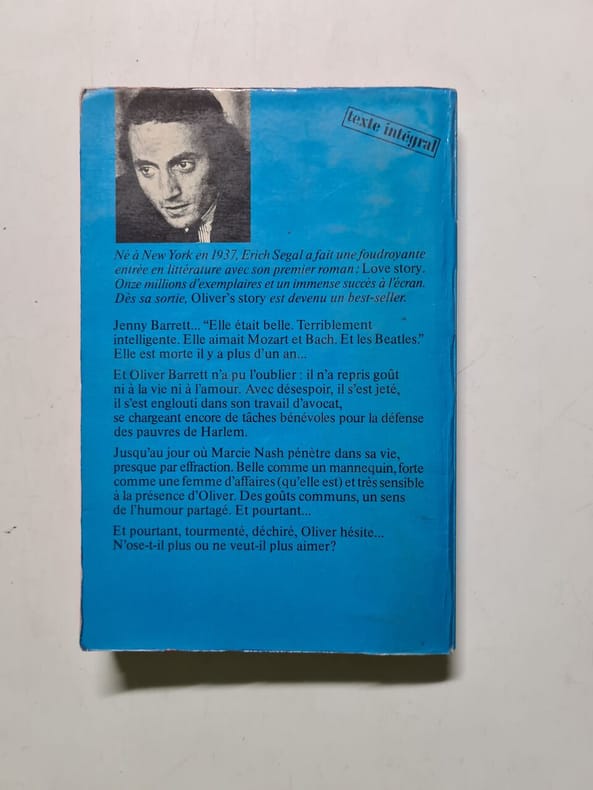 texte intégral
Né à New York en 1937, Erich Segal a fait une foudroyante
entrée en littérature avec son premier roman : Love story.
Onze millions d'exemplaires et un immense succès à l'écran.
Dès sa sortie, Oliver's story est devenu un best-seller.
Jenny Barrett... "Elle était belle. Terriblement
intelligente. Elle aimait Mozart et Bach. Et les Beatles."
Elle est morte il y a plus d'un an...
Et Oliver Barrett n'a pu l'oublier : il n'a repris goût
ni à la vie ni à l'amour. Avec désespoir, il s'est jeté,
il s'est englouti dans son travail d'avocat,
se chargeant encore de tâches bénévoles pour la défense
des pauvres de Harlem.
Jusqu'au jour où Marcie Nash pénètre dans sa vie,
presque par effraction. Belle comme un mannequin, forte
comme une femme d'affaires (qu'elle est) et très sensible
à la présence d'Oliver. Des goûts communs, un sens
de l'humour partagé. Et pourtant...
Et pourtant, tourmenté, déchiré, Oliver hésite...
N'ose-t-il plus ou ne veut-il plus aimer?